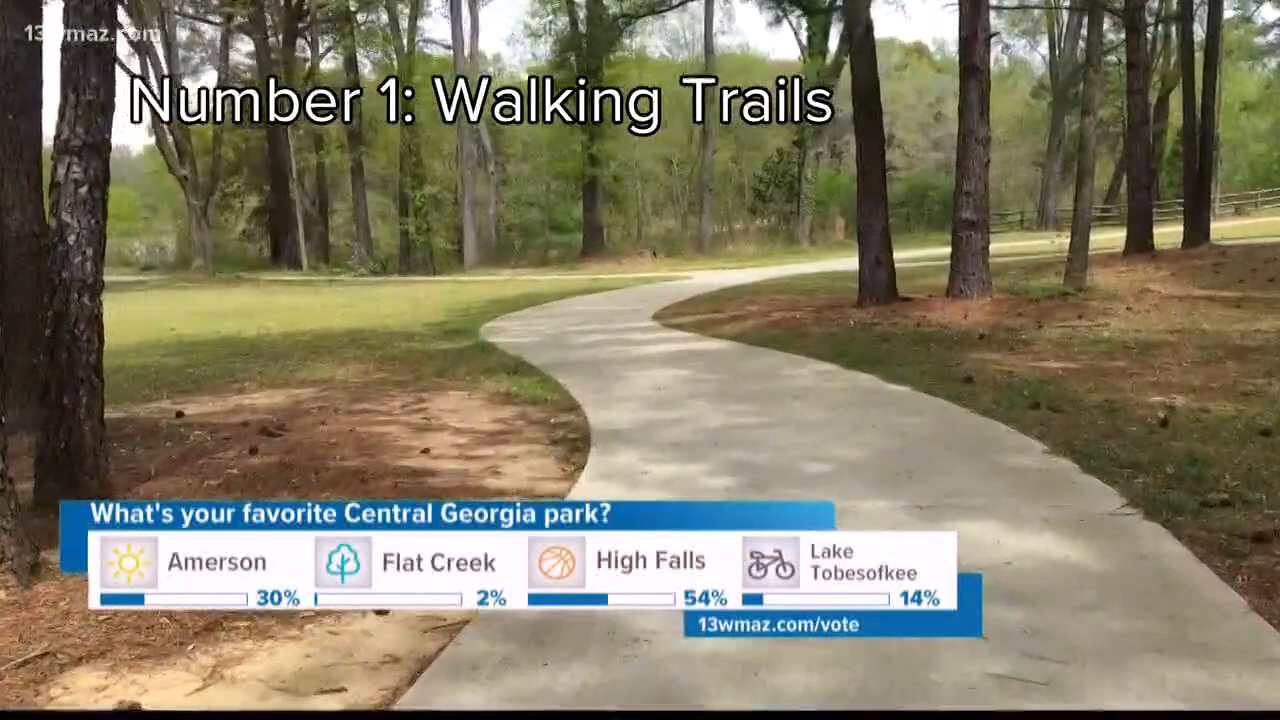 13wmaz.com
Number 1: Walking Trails
What's your favorite Central Georgia park?
Amerson
Flat Creek
High Falls
Lake
Tobesofkee
30%
2%
54%
14%
13wmaz.com/vote